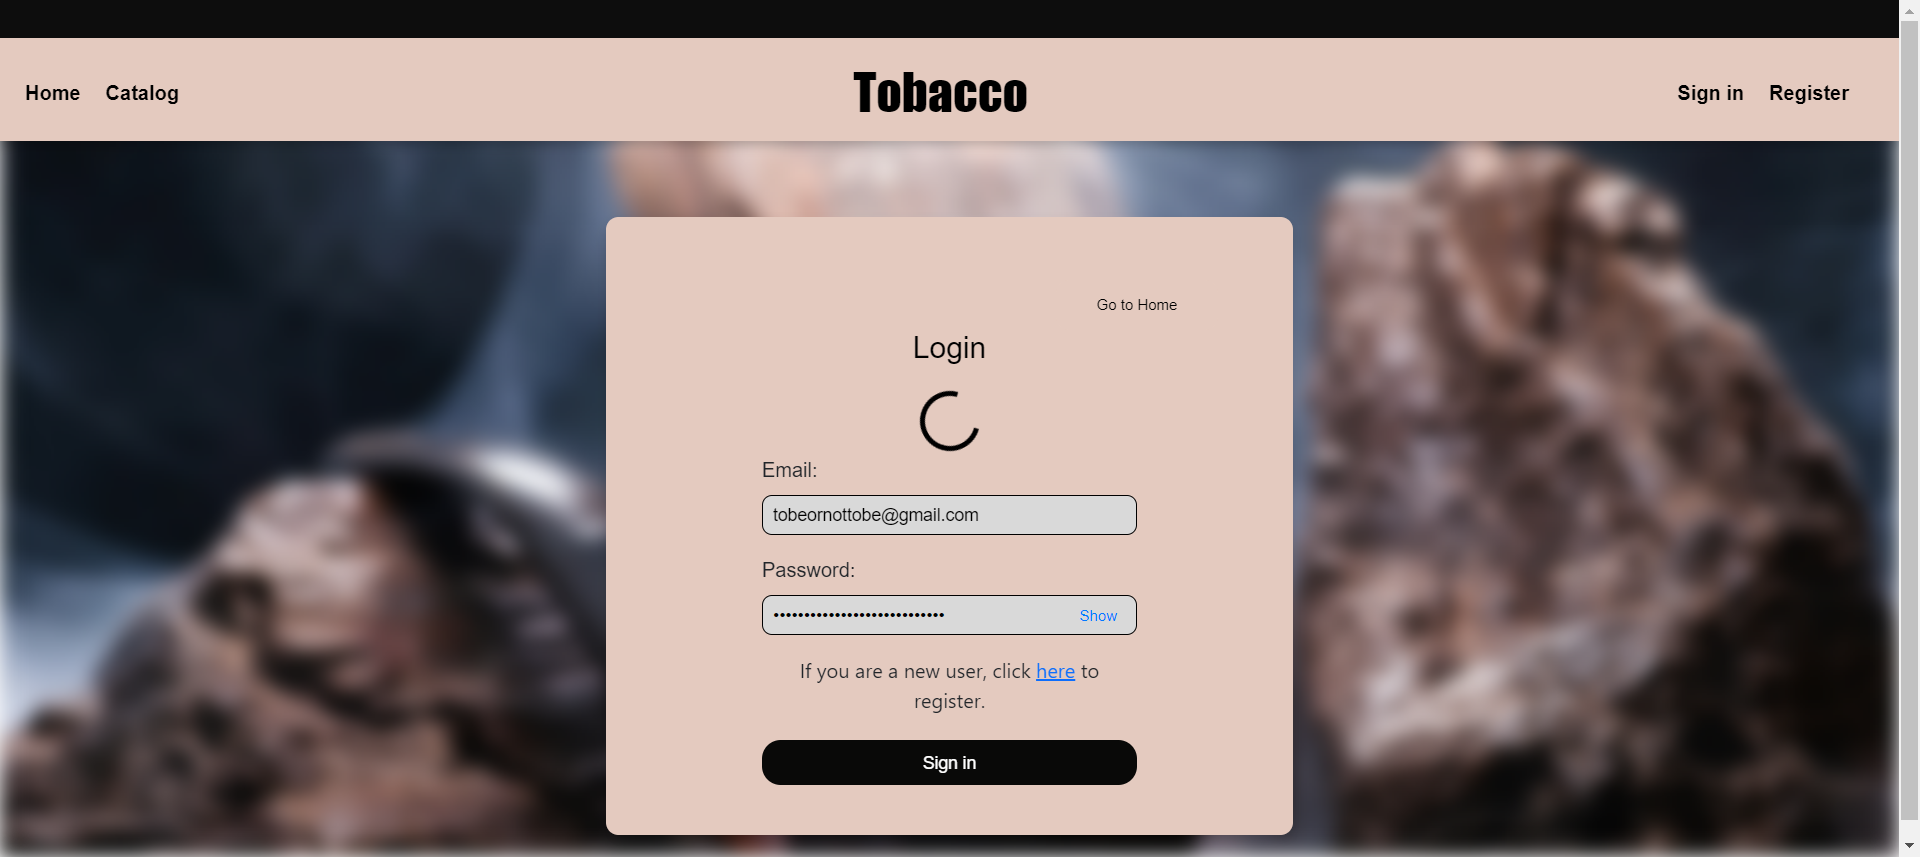 Home Catalog Tobacco Sign in Register
Go to Home
Login
Email:
tobeornottobe@gmail.com
Password:
•••••••••••••••••••••••••••• Show
If you are a new user, click here to
register.
Sign in